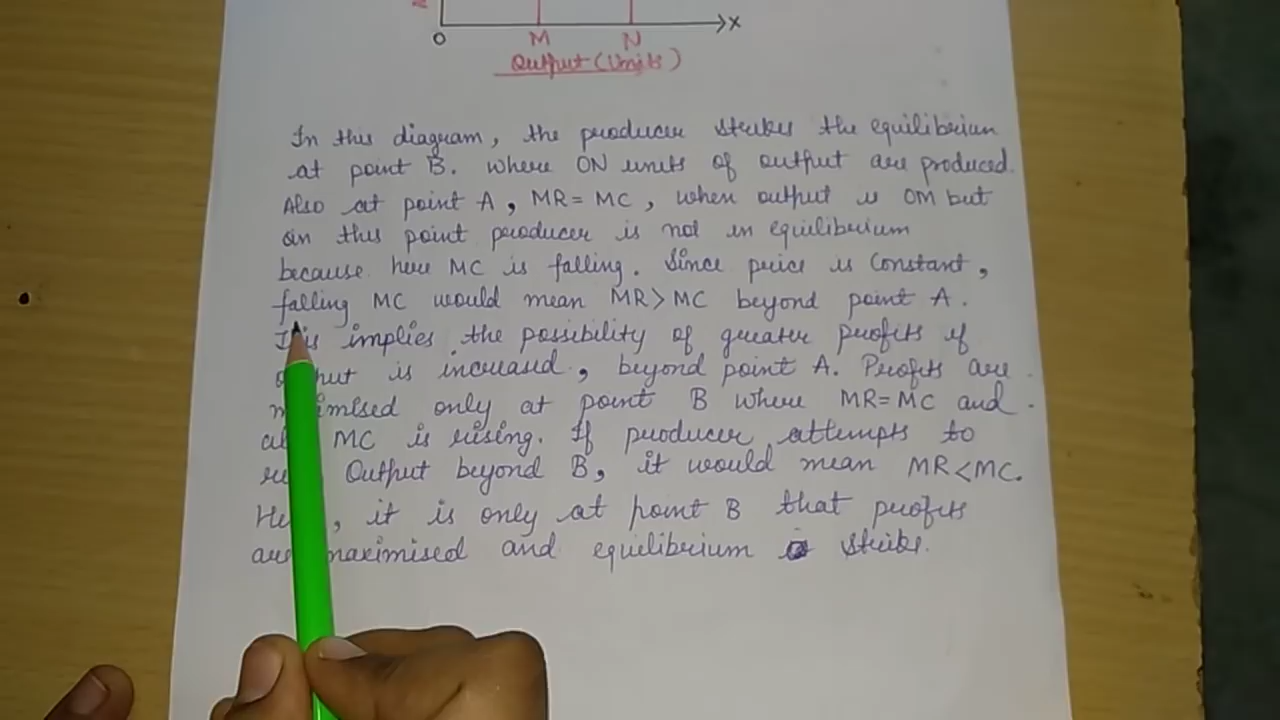 O M N X
Output (Units)
In this diagram, the producer strikes the equilibrium
at point B. where ON units of output are produced.
Also at point A, MR = MC, when output is OM but
on this point producer is not in equilibrium
because here MC is falling. Since price is Constant,
falling MC would mean MR > MC beyond point A.
This implies the possibility of greater profits if
is increased, beyond point A. Profits are
only at point B where MR = MC and
MC is rising. If producer attempts to
Output beyond B, it would mean MR < MC.
, it is only at point B that profits
are maximised and equilibrium strikes.